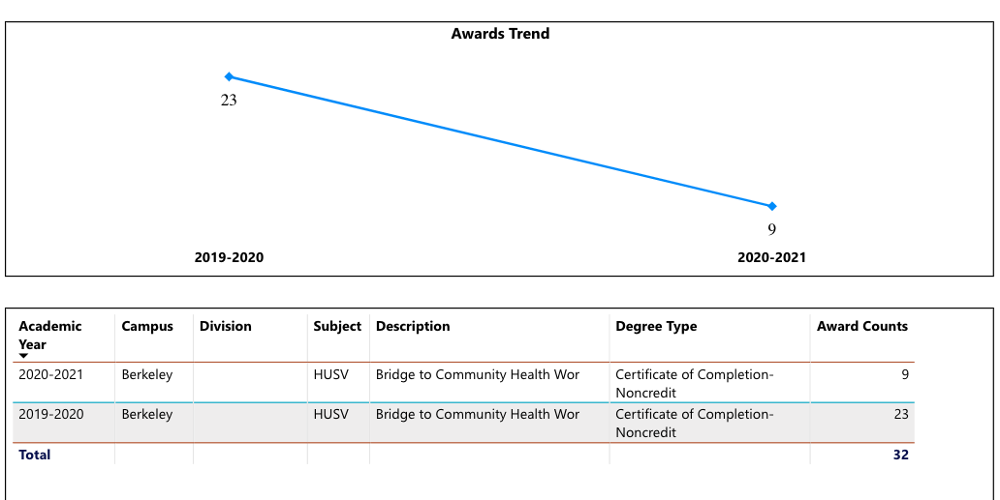 Awards Trend
23
9
2019-2020 2020-2021
Academic Year Campus Division Subject Description Degree Type Award Counts
2020-2021 Berkeley HUSV Bridge to Community Health Wor Certificate of Completion-Noncredit 9
2019-2020 Berkeley HUSV Bridge to Community Health Wor Certificate of Completion-Noncredit 23
Total 32